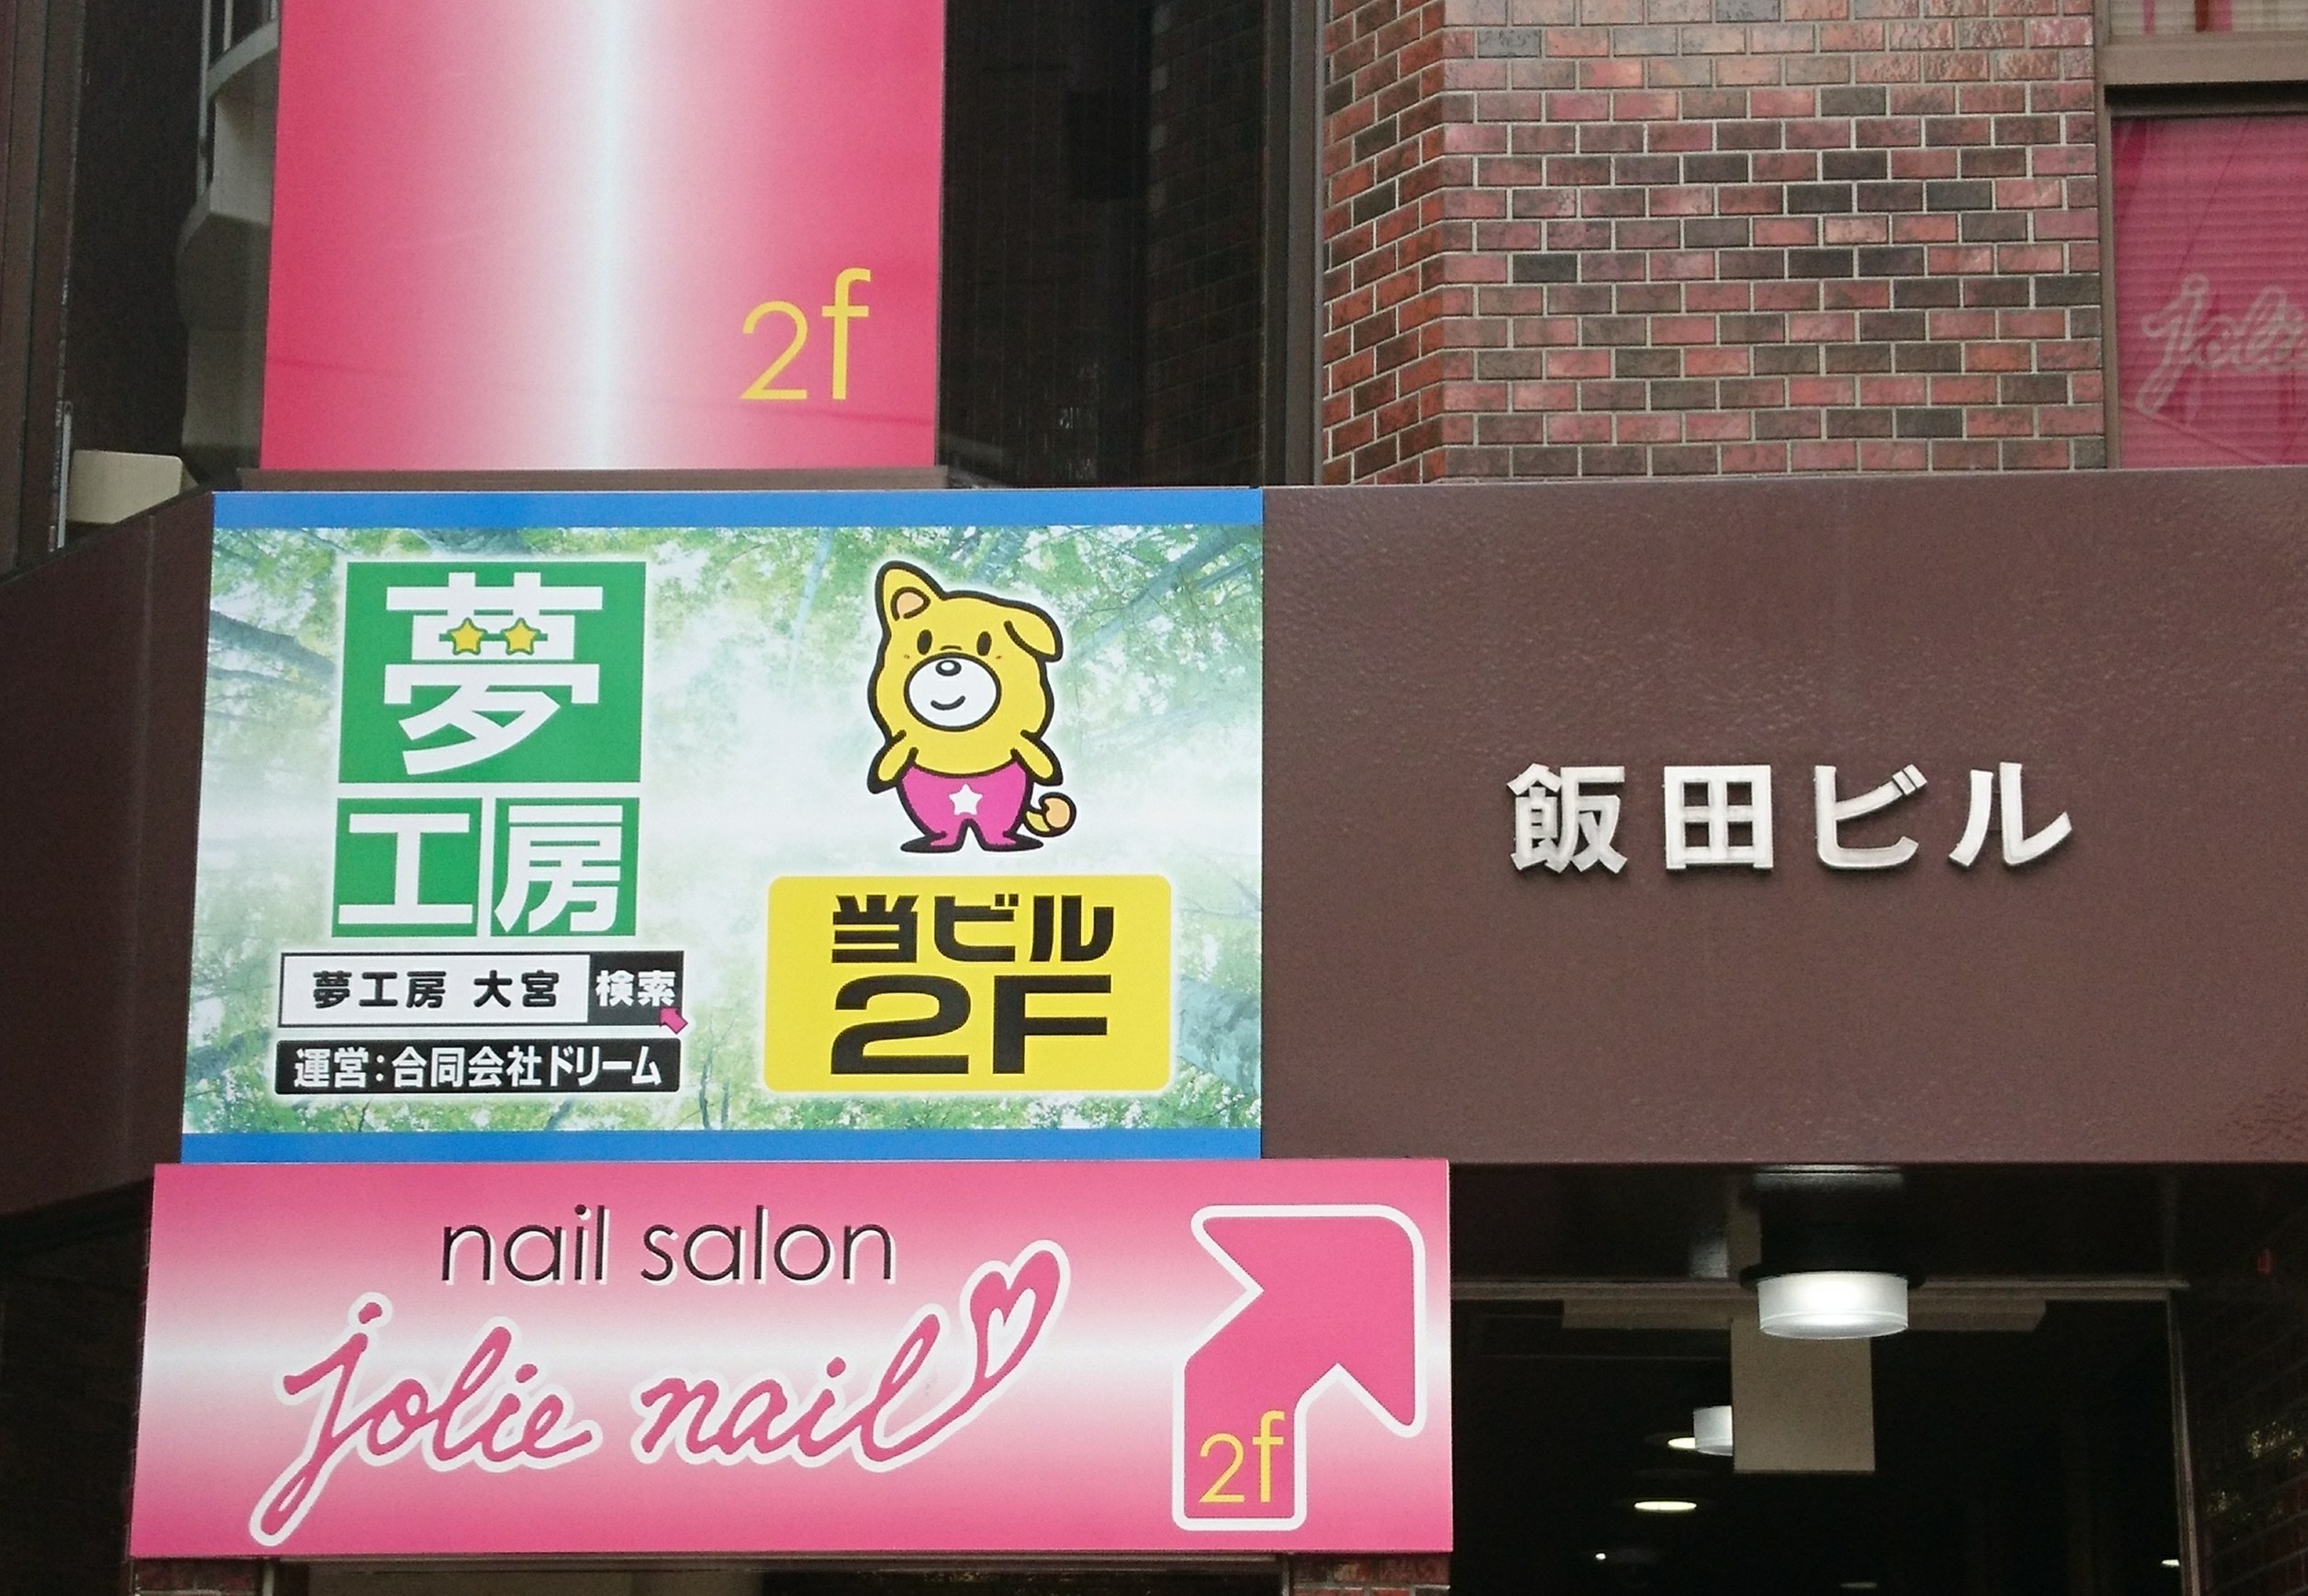 2f
jolie
夢
工房
夢工房 大宮 検索
運営:合同会社ドリーム
当ビル
2F
飯田ビル
nail salon
jolie nail
2f